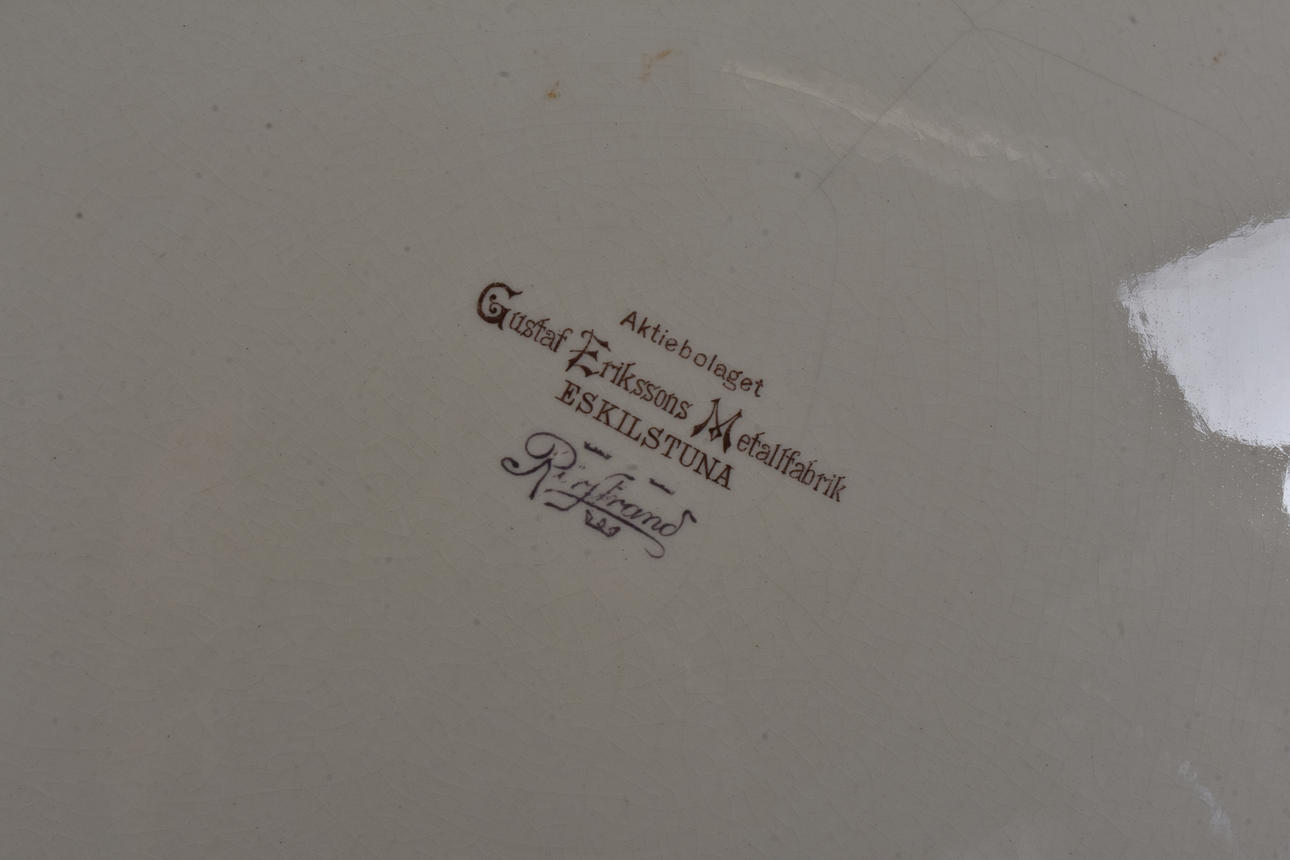 Aktiebolaget
Gustaf Erikssons Metallfabrik
ESKILSTUNA
Rörstrand